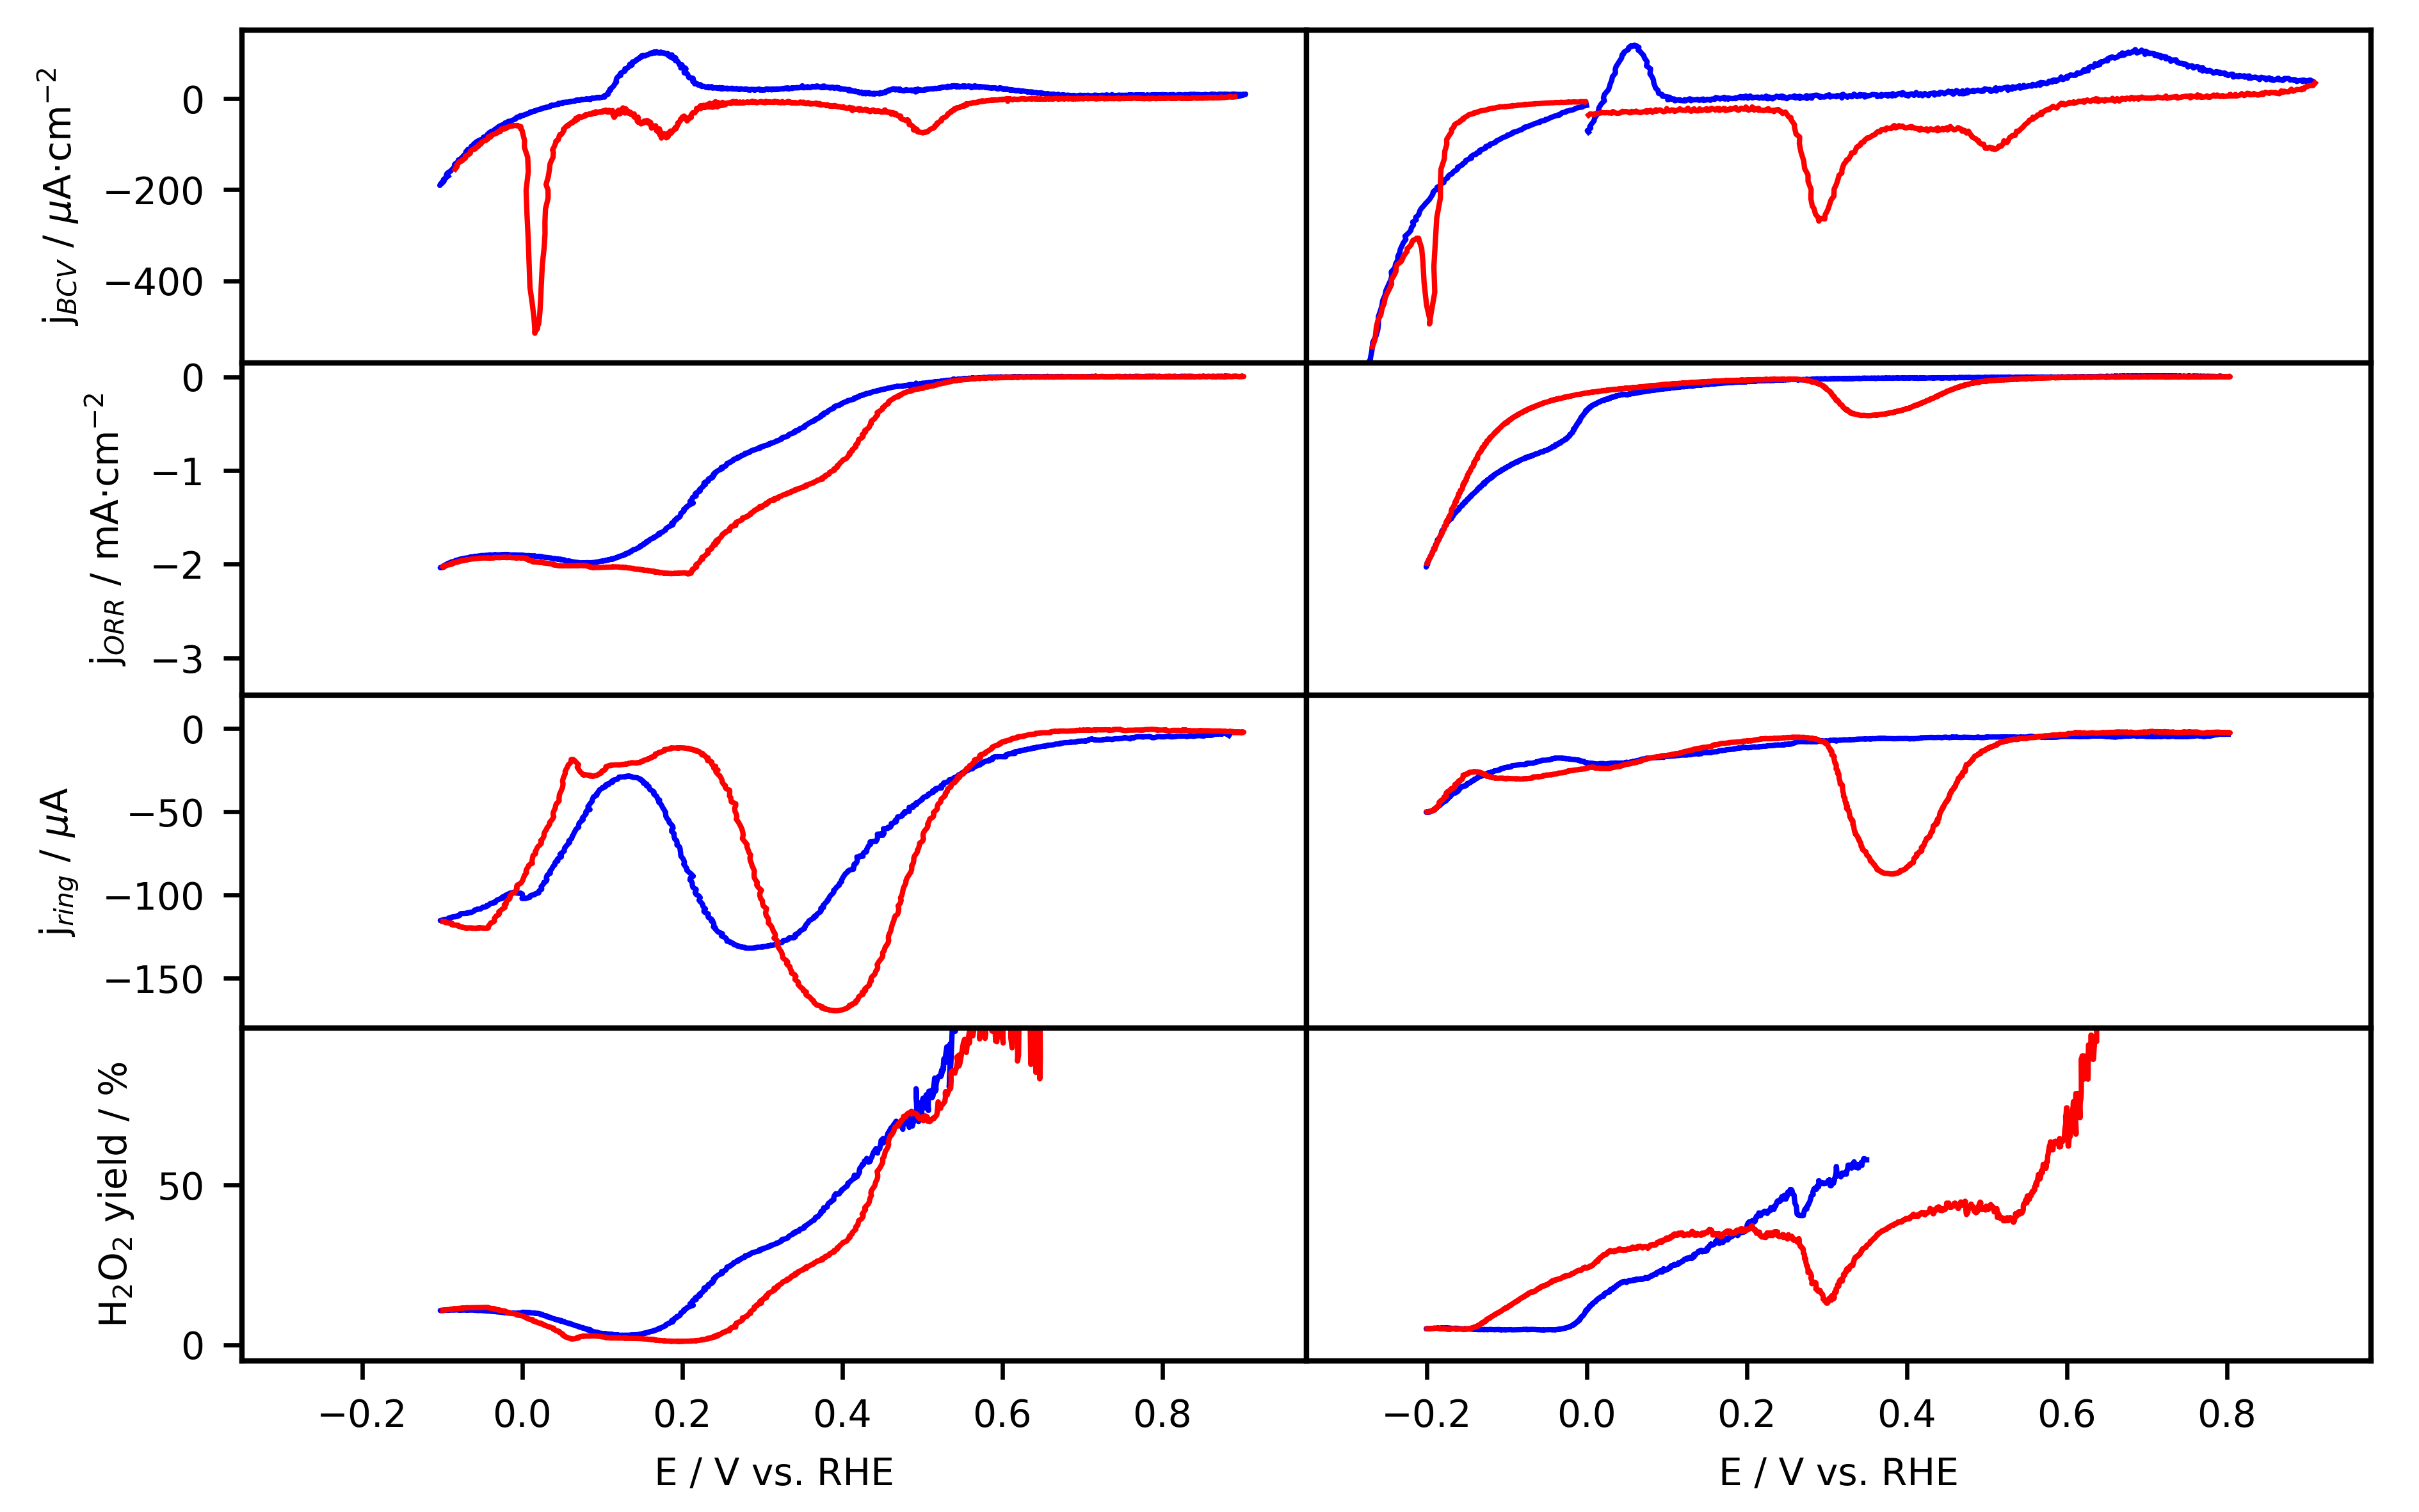 j_BCV / μA·cm⁻²
0
−200
−400
j_ORR / mA·cm⁻²
0
−1
−2
−3
j_ring / μA
0
−50
−100
−150
H₂O₂ yield / %
50
0
−0.2 0.0 0.2 0.4 0.6 0.8
−0.2 0.0 0.2 0.4 0.6 0.8
E / V vs. RHE
E / V vs. RHE